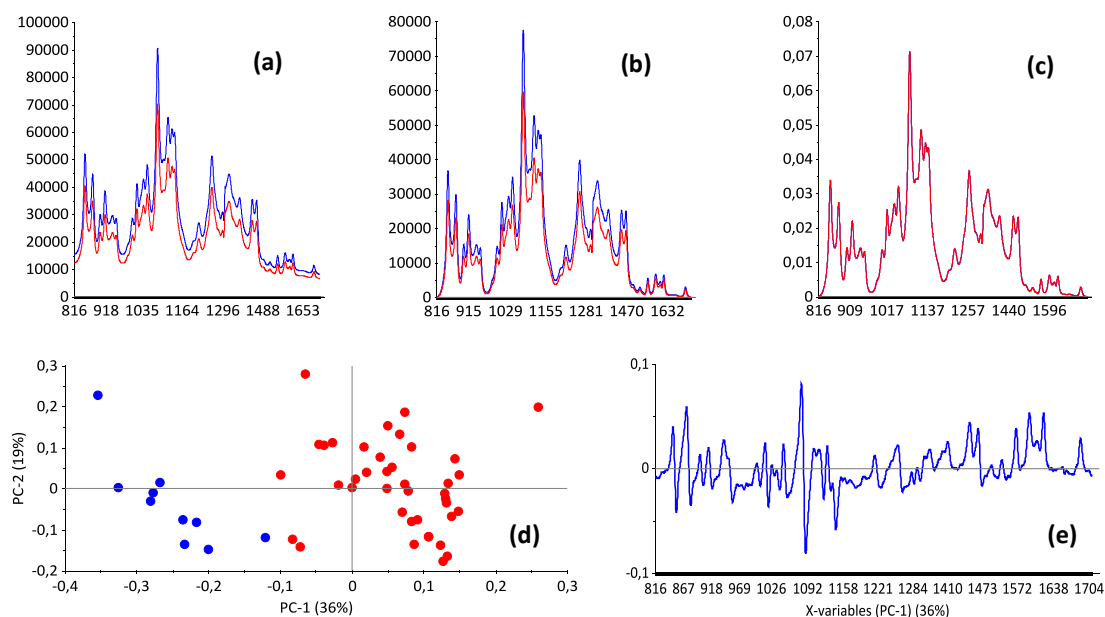 100000
90000
80000
70000
60000
50000
40000
30000
20000
10000
0
816 918 1035 1164 1296 1488 1653
(a)
80000
70000
60000
50000
40000
30000
20000
10000
0
816 915 1029 1155 1281 1470 1632
(b)
0,08
0,07
0,06
0,05
0,04
0,03
0,02
0,01
0
816 909 1017 1137 1257 1440 1596
(c)
0,3
0,2
0,1
0
-0,1
-0,2
PC-2 (19%)
-0,4 -0,3 -0,2 -0,1 0 0,1 0,2 0,3
PC-1 (36%)
(d)
0,1
0
-0,1
816 867 918 969 1026 1092 1158 1221 1284 1410 1473 1572 1638 1704
X-variables (PC-1) (36%)
(e)